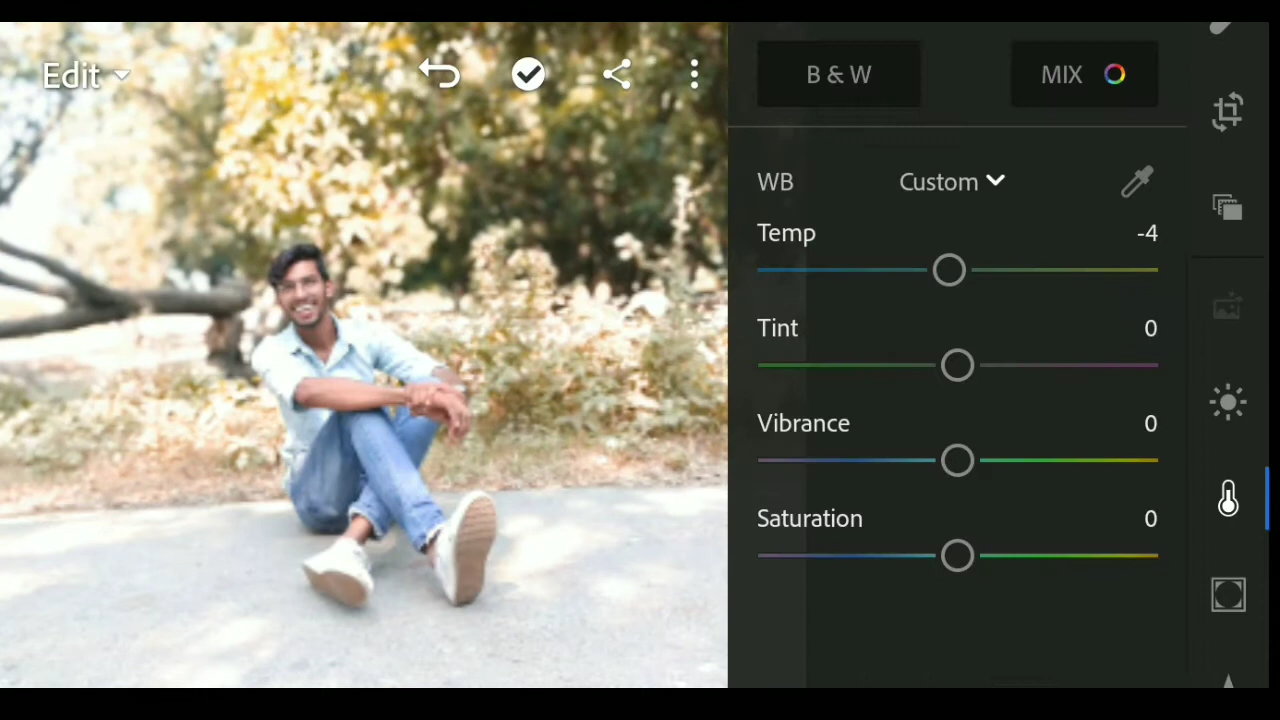 Edit
B & W
MIX
WB
Custom
Temp
-4
Tint
0
Vibrance
0
Saturation
0